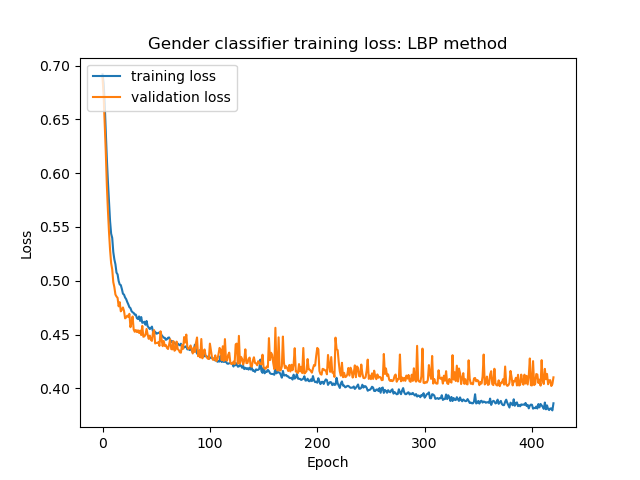 Gender classifier training loss: LBP method
training loss
validation loss
0.70
0.65
0.60
0.55
0.50
0.45
0.40
Loss
0
100
200
300
400
Epoch